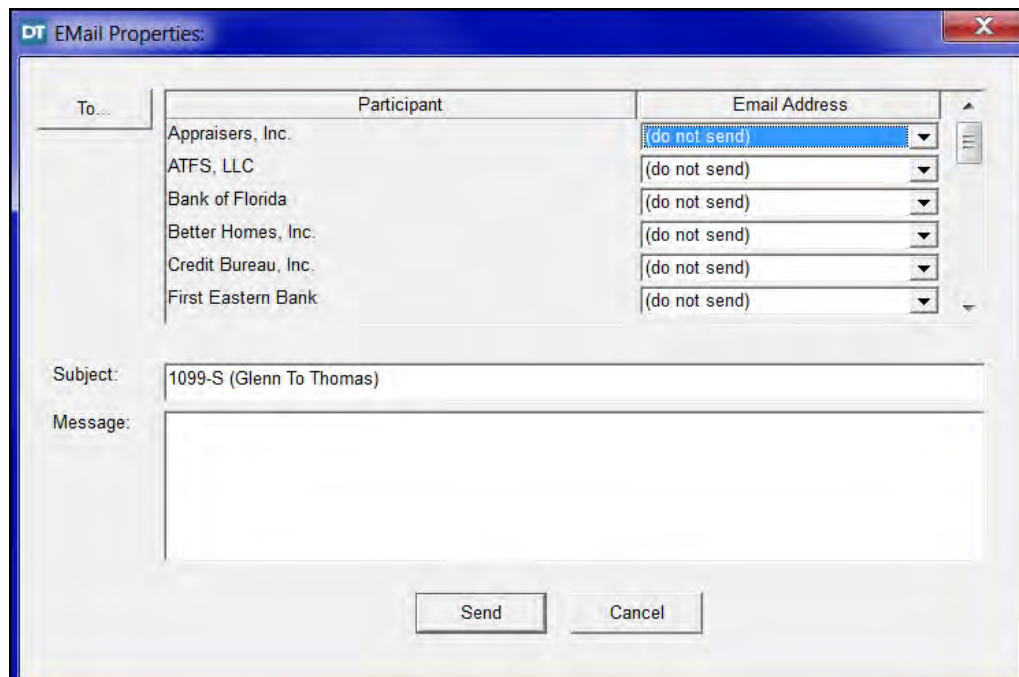 DT EMail Properties:
X
To... Participant Email Address
Appraisers, Inc. (do not send)
ATFS, LLC (do not send)
Bank of Florida (do not send)
Better Homes, Inc. (do not send)
Credit Bureau, Inc. (do not send)
First Eastern Bank (do not send)
Subject: 1099-S (Glenn To Thomas)
Message:
Send Cancel